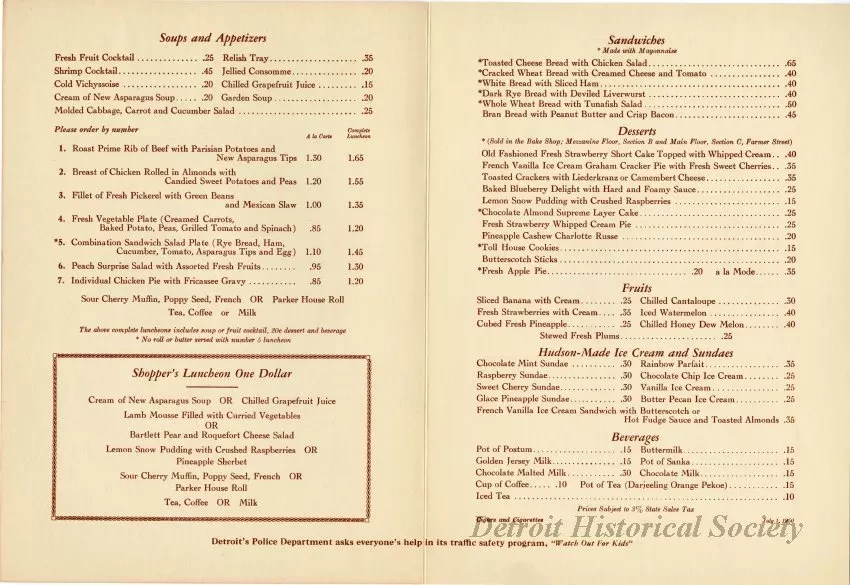 Soups and Appetizers
Fresh Fruit Cocktail .............. .25 Relish Tray ........................ .35
Shrimp Cocktail .................. .45 Jellied Consomme .................. .20
Cold Vichyssoise ................. .20 Chilled Grapefruit Juice ......... .15
Cream of New Asparagus Soup ..... .20 Garden Soup ...................... .20
Molded Cabbage, Carrot and Cucumber Salad ............................ .25
Please order by number
A la Carte
Complete
Luncheon
1. Roast Prime Rib of Beef with Parisian Potatoes and
New Asparagus Tips 1.30 1.65
2. Breast of Chicken Rolled in Almonds with
Candied Sweet Potatoes and Peas 1.20 1.55
3. Fillet of Fresh Pickerel with Green Beans
and Mexican Slaw 1.00 1.35
4. Fresh Vegetable Plate (Creamed Carrots,
Baked Potato, Peas, Grilled Tomato and Spinach) .85 1.20
*5. Combination Sandwich Salad Plate (Rye Bread, Ham,
Cucumber, Tomato, Asparagus Tips and Egg) 1.10 1.45
6. Peach Surprise Salad with Assorted Fresh Fruits ........ .95 1.30
7. Individual Chicken Pie with Fricassee Gravy ........... .85 1.20
Sour Cherry Muffin, Poppy Seed, French OR Parker House Roll
Tea, Coffee or Milk
The above complete luncheons includes soup or fruit cocktail, 20c dessert and beverage
* No roll or butter served with number 5 luncheon
Shopper's Luncheon One Dollar
Cream of New Asparagus Soup OR Chilled Grapefruit Juice
Lamb Mousse Filled with Curried Vegetables
OR
Bartlett Pear and Roquefort Cheese Salad
Lemon Snow Pudding with Crushed Raspberries OR
Pineapple Sherbet
Sour Cherry Muffin, Poppy Seed, French OR
Parker House Roll
Tea, Coffee OR Milk
Sandwiches
* Made with Mayonnaise
*Toasted Cheese Bread with Chicken Salad ............................ .65
*Cracked Wheat Bread with Creamed Cheese and Tomato ................ .40
*White Bread with Sliced Ham ........................................ .40
*Dark Rye Bread with Deviled Liverwurst ............................ .40
*Whole Wheat Bread with Tunafish Salad ............................. .50
Bran Bread with Peanut Butter and Crisp Bacon ...................... .45
Desserts
* (Sold in the Bake Shop; Mezzanine Floor, Section B and Main Floor, Section C, Farmer Street)
Old Fashioned Fresh Strawberry Short Cake Topped with Whipped Cream .. .40
French Vanilla Ice Cream Graham Cracker Pie with Fresh Sweet Cherries .. .35
Toasted Crackers with Liederkranz or Camembert Cheese ................ .35
Baked Blueberry Delight with Hard and Foamy Sauce ................... .25
Lemon Snow Pudding with Crushed Raspberries ......................... .15
*Chocolate Almond Supreme Layer Cake ................................ .25
Fresh Strawberry Whipped Cream Pie .................................. .25
Pineapple Cashew Charlotte Russe .................................... .20
*Toll House Cookies ................................................. .15
Butterscotch Sticks ................................................. .20
*Fresh Apple Pie ............................... .20 a la Mode ...... .35
Fruits
Sliced Banana with Cream ......... .25 Chilled Cantaloupe ............... .30
Fresh Strawberries with Cream .... .35 Iced Watermelon .................. .40
Cubed Fresh Pineapple ............ .25 Chilled Honey Dew Melon ......... .40
Stewed Fresh Plums ......................... .25
Hudson-Made Ice Cream and Sundaes
Chocolate Mint Sundae ........... .30 Rainbow Parfait .................. .35
Raspberry Sundae ................. .30 Chocolate Chip Ice Cream ........ .25
Sweet Cherry Sundae .............. .30 Vanilla Ice Cream ................ .25
Glace Pineapple Sundae ........... .30 Butter Pecan Ice Cream .......... .25
French Vanilla Ice Cream Sandwich with Butterscotch or
Hot Fudge Sauce and Toasted Almonds .35
Beverages
Pot of Postum .................... .15 Buttermilk ....................... .15
Golden Jersey Milk ............... .15 Pot of Sanka ..................... .15
Chocolate Malted Milk ............ .30 Chocolate Milk ................... .15
Cup of Coffee ..... .10 Pot of Tea (Darjeeling Orange Pekoe) ............ .15
Iced Tea ............................................................ .10
Prices Subject to 3% State Sales Tax
Cigars and Cigarettes
Detroit Historical Society
Detroit's Police Department asks everyone's help in its traffic safety program, "Watch Out For Kids"